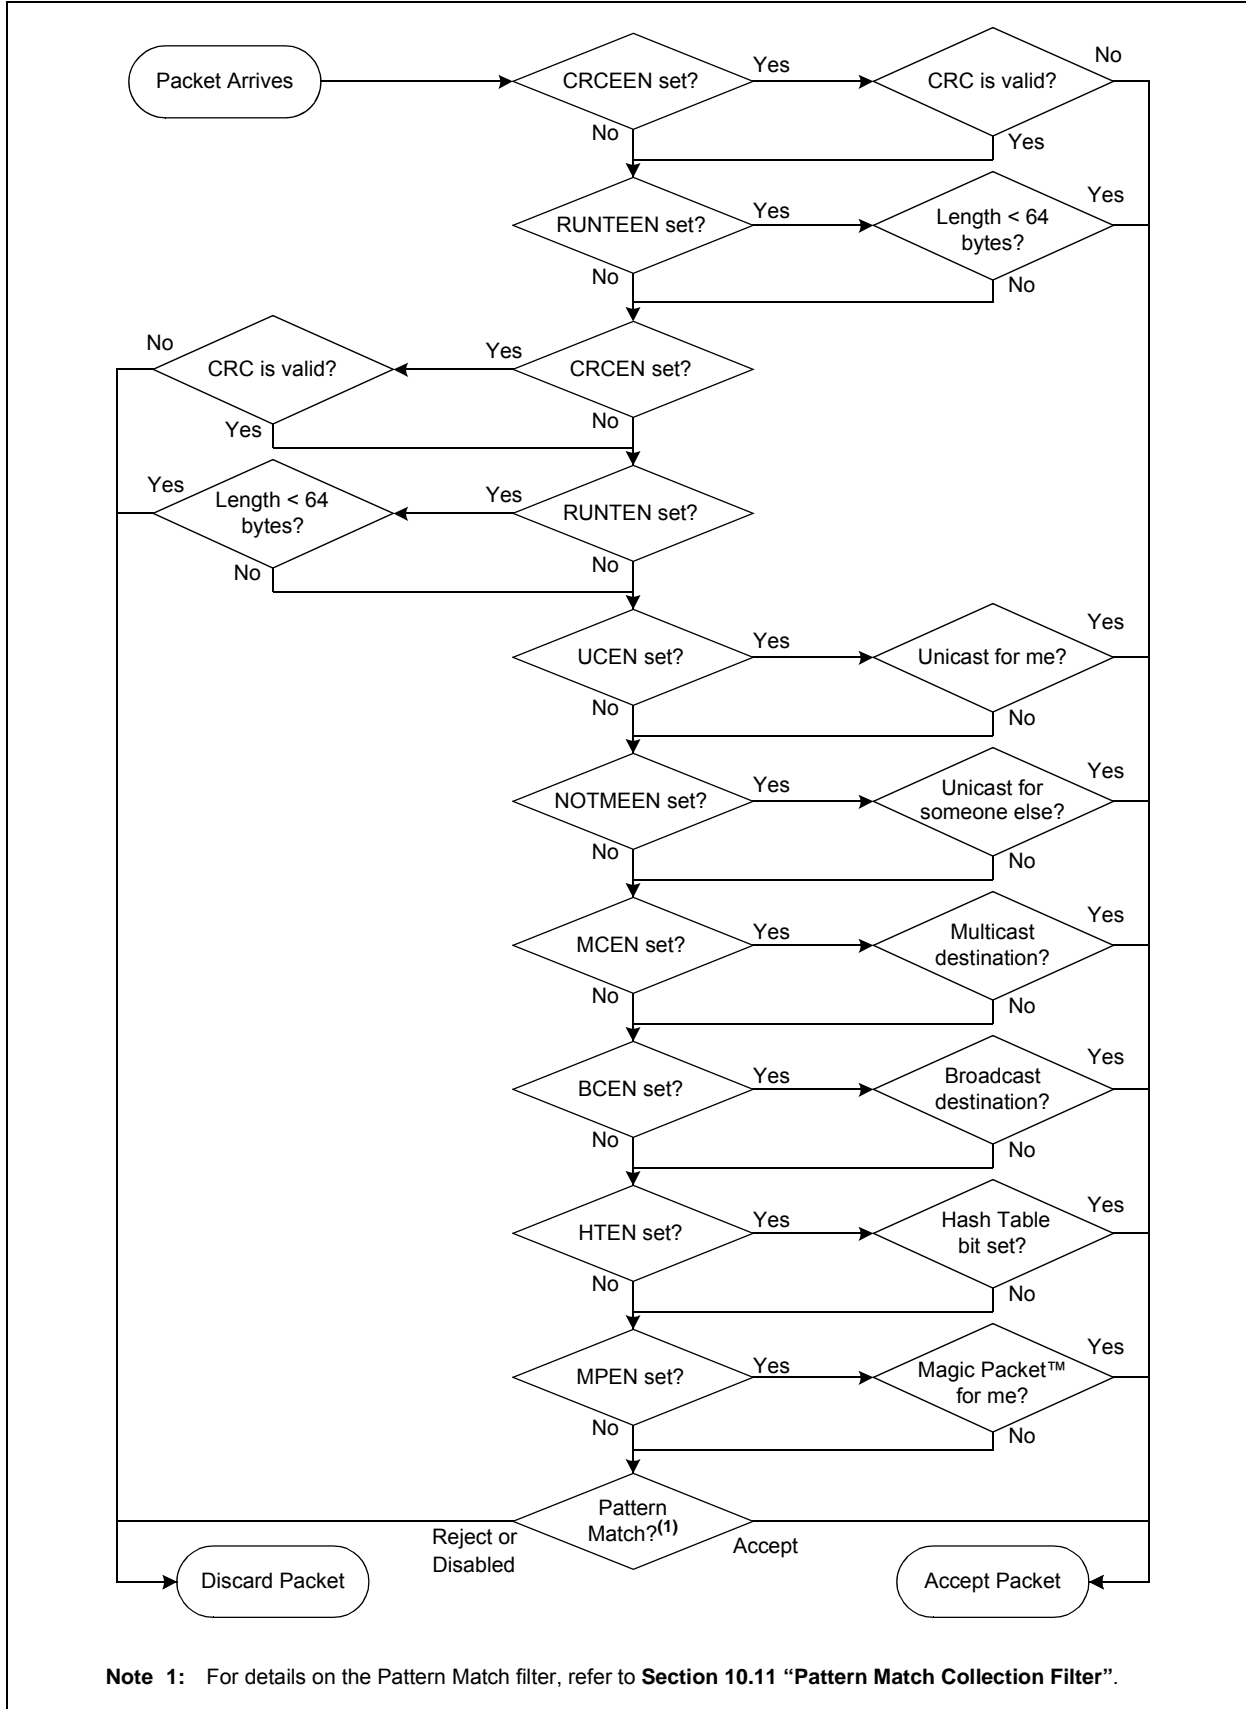 Packet Arrives
CRCEEN set?
Yes
CRC is valid?
No
No
Yes
RUNTEEN set?
Yes
Length < 64
bytes?
Yes
No
No
No
CRC is valid?
Yes
CRCEN set?
Yes
No
Yes
Length < 64
bytes?
Yes
RUNTEN set?
No
No
UCEN set?
Yes
Unicast for me?
Yes
No
No
NOTMEEN set?
Yes
Unicast for
someone else?
Yes
No
No
MCEN set?
Yes
Multicast
destination?
Yes
No
No
BCEN set?
Yes
Broadcast
destination?
Yes
No
No
HTEN set?
Yes
Hash Table
bit set?
Yes
No
No
MPEN set?
Yes
Magic Packet™
for me?
Yes
No
No
Pattern
Match?(1)
Reject or
Disabled
Accept
Discard Packet
Accept Packet
Note 1: For details on the Pattern Match filter, refer to Section 10.11 “Pattern Match Collection Filter”.